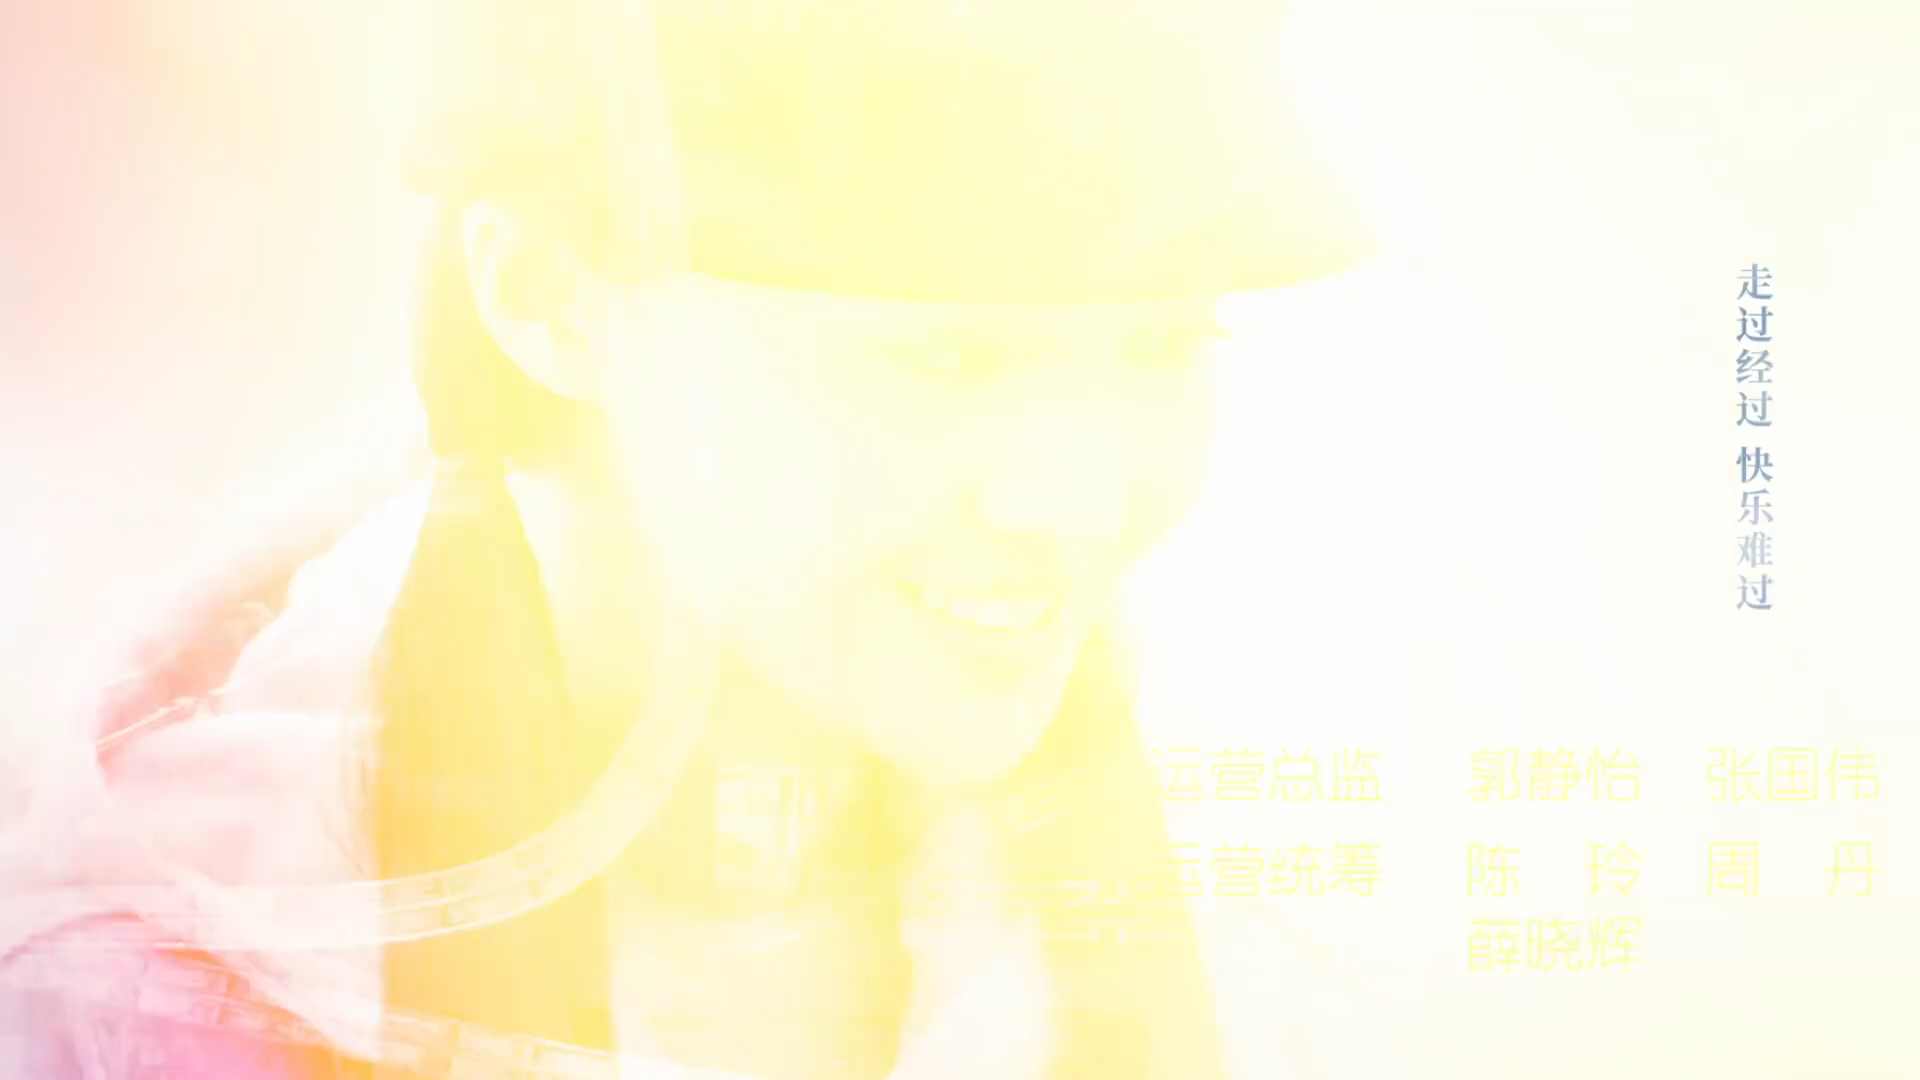 走过经过 快乐难过
运营总监 郭静怡 张国伟
运营统筹 陈玲 周丹
薛晓辉